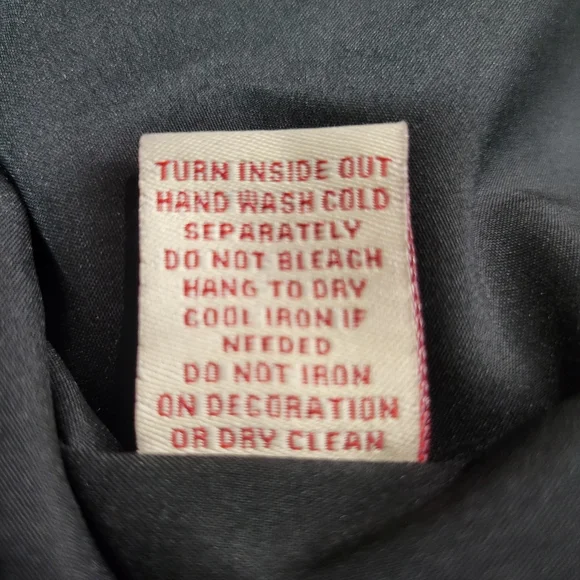 TURN INSIDE OUT
HAND WASH COLD
SEPARATELY
DO NOT BLEACH
HANG TO DRY
COOL IRON IF
NEEDED
DO NOT IRON
ON DECORATION
OR DRY CLEAN